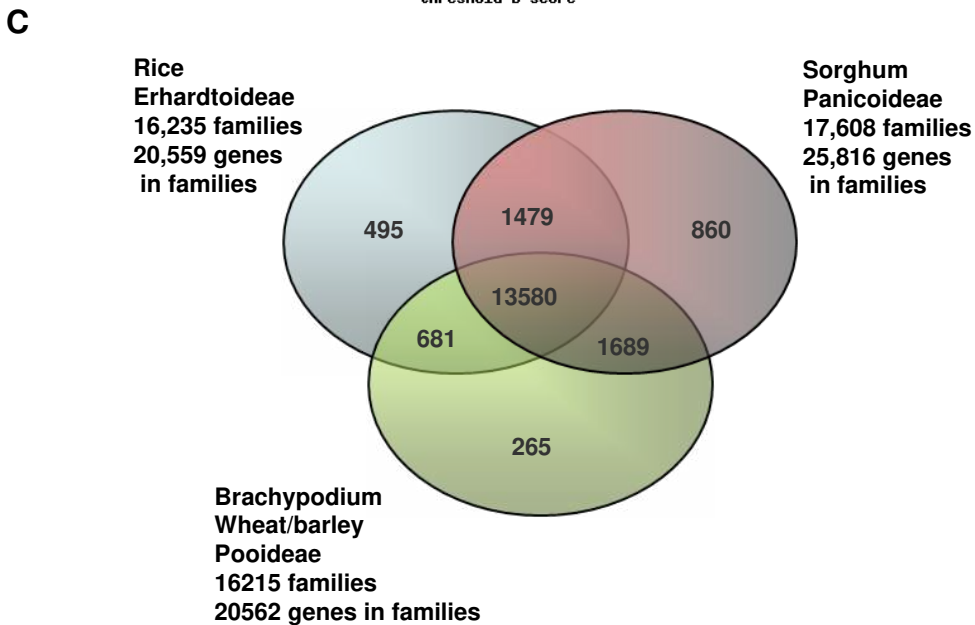 C
Rice
Erhardtoideae
16,235 families
20,559 genes
in families
Sorghum
Panicoideae
17,608 families
25,816 genes
in families
495
1479
860
13580
681
1689
265
Brachypodium
Wheat/barley
Pooideae
16215 families
20562 genes in families